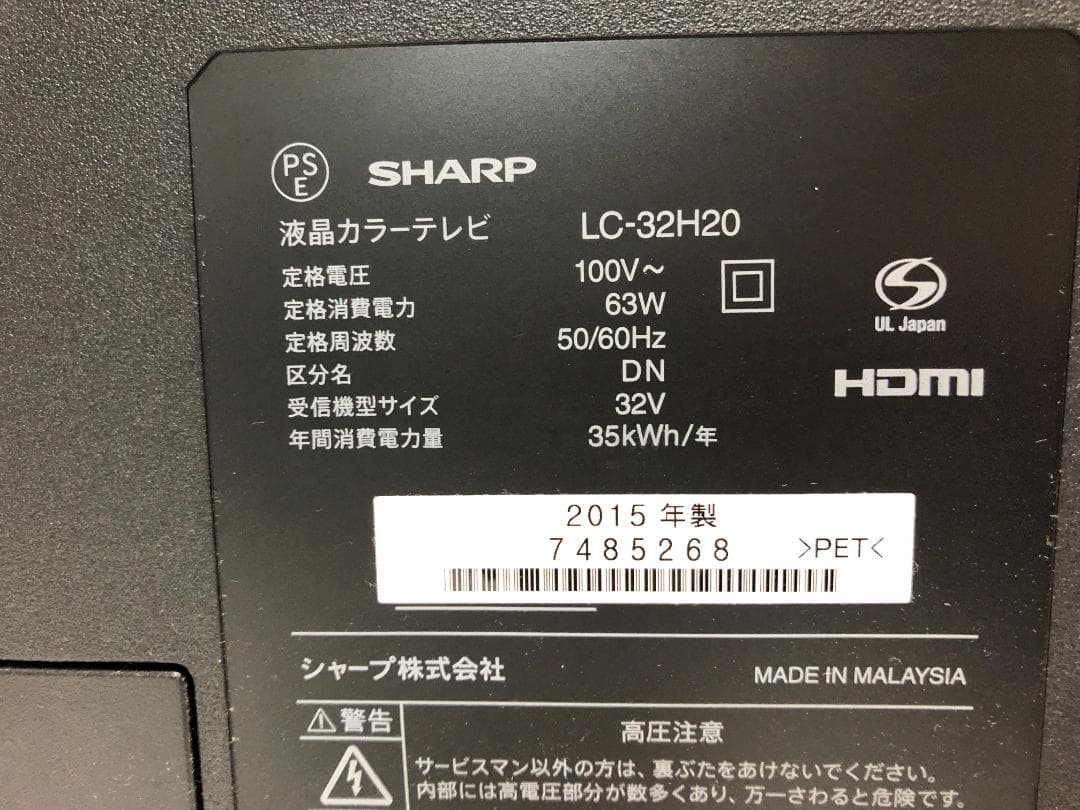 PS
E
SHARP
液晶カラーテレビ LC-32H20
定格電圧 100V~
定格消費電力 63W
定格周波数 50/60Hz
区分名 DN
受信機型サイズ 32V
年間消費電力量 35kWh/年
UL Japan
HDMI
2015年製
7485268 >PET<
シャープ株式会社 MADE IN MALAYSIA
⚠警告 高圧注意
サービスマン以外の方は、裏ぶたをあけないでください。
内部には高電圧部分が数多くあり、万一さわると危険です。